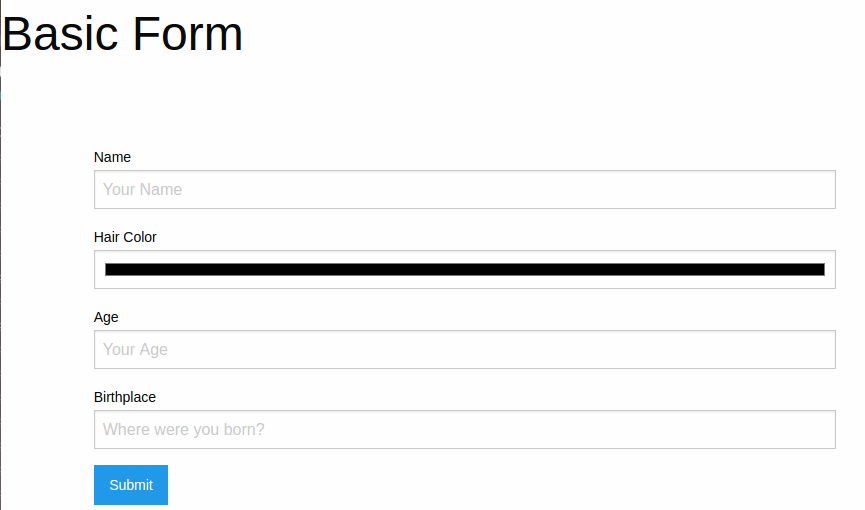 Basic Form
Name
Your Name
Hair Color
Age
Your Age
Birthplace
Where were you born?
Submit